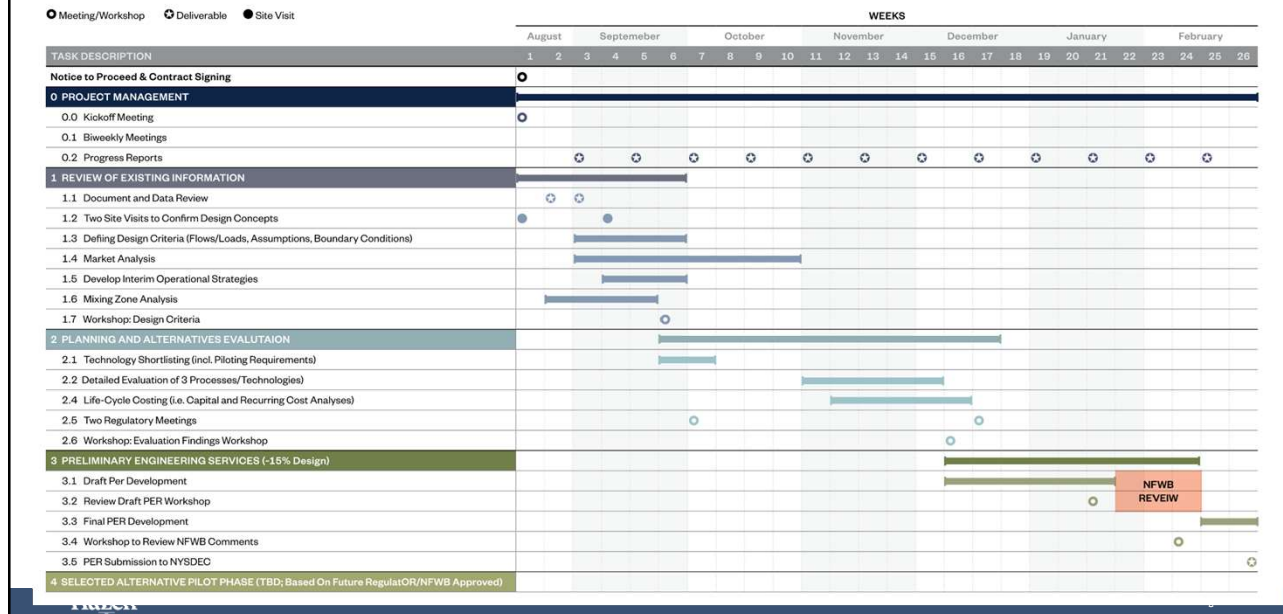 Meeting/Workshop Deliverable Site Visit
WEEKS
August Septemeber October November December January February
TASK DESCRIPTION 1 2 3 4 5 6 7 8 9 10 11 12 13 14 15 16 17 18 19 20 21 22 23 24 25 26
Notice to Proceed & Contract Signing
0 PROJECT MANAGEMENT
0.0 Kickoff Meeting
0.1 Biweekly Meetings
0.2 Progress Reports
1 REVIEW OF EXISTING INFORMATION
1.1 Document and Data Review
1.2 Two Site Visits to Confirm Design Concepts
1.3 Defiing Design Criteria (Flows/Loads, Assumptions, Boundary Conditions)
1.4 Market Analysis
1.5 Develop Interim Operational Strategies
1.6 Mixing Zone Analysis
1.7 Workshop: Design Criteria
2 PLANNING AND ALTERNATIVES EVALUTAION
2.1 Technology Shortlisting (incl. Piloting Requirements)
2.2 Detailed Evaluation of 3 Processes/Technologies)
2.4 Life-Cycle Costing (i.e. Capital and Recurring Cost Analyses)
2.5 Two Regulatory Meetings
2.6 Workshop: Evaluation Findings Workshop
3 PRELIMINARY ENGINEERING SERVICES (~15% Design)
3.1 Draft Per Development
NFWB
REVEIW
3.2 Review Draft PER Workshop
3.3 Final PER Development
3.4 Workshop to Review NFWB Comments
3.5 PER Submission to NYSDEC
4 SELECTED ALTERNATIVE PILOT PHASE (TBD; Based On Future RegulatOR/NFWB Approved)
Hazen